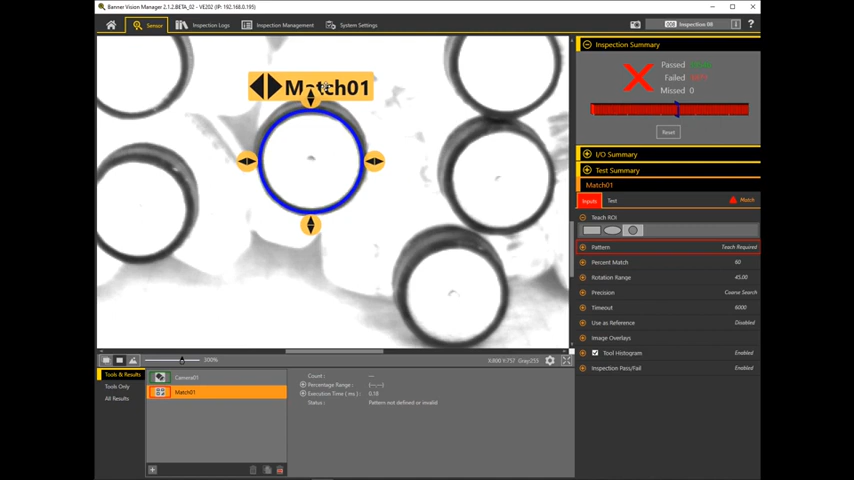 Banner Vision Manager 2.1.2.BETA_02 - VE202 (IP: 192.168.0.195)
Sensor
Inspection Logs
Inspection Management
System Settings
Inspection 08
Match01
Inspection Summary
Passed
Failed
Missed 0
Reset
I/O Summary
Test Summary
Match01
Inputs
Test
Match
Teach ROI
Pattern Teach Required
Percent Match 60
Rotation Range 45.00
Precision Coarse Search
Timeout 6000
Use as Reference Disabled
Image Overlays
Tool Histogram Enabled
Inspection Pass/Fail Enabled
300%
X:800 Y:757 Gray:255
Tools & Results
Tools Only
All Results
Camera01
Match01
Count : ---
Percentage Range : (---,---)
Execution Time ( ms ) : 0.18
Status : Pattern not defined or invalid